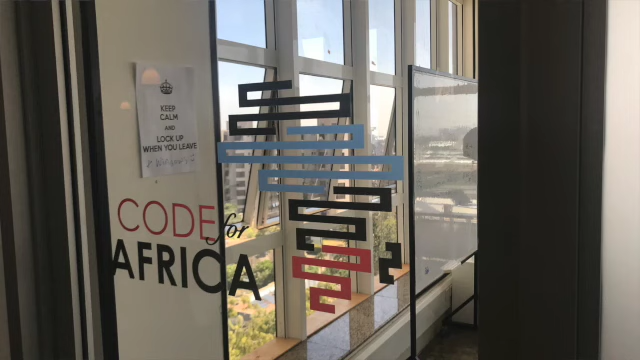 KEEP
CALM
AND
LOCK UP
WHEN YOU LEAVE
CODE for
AFRICA